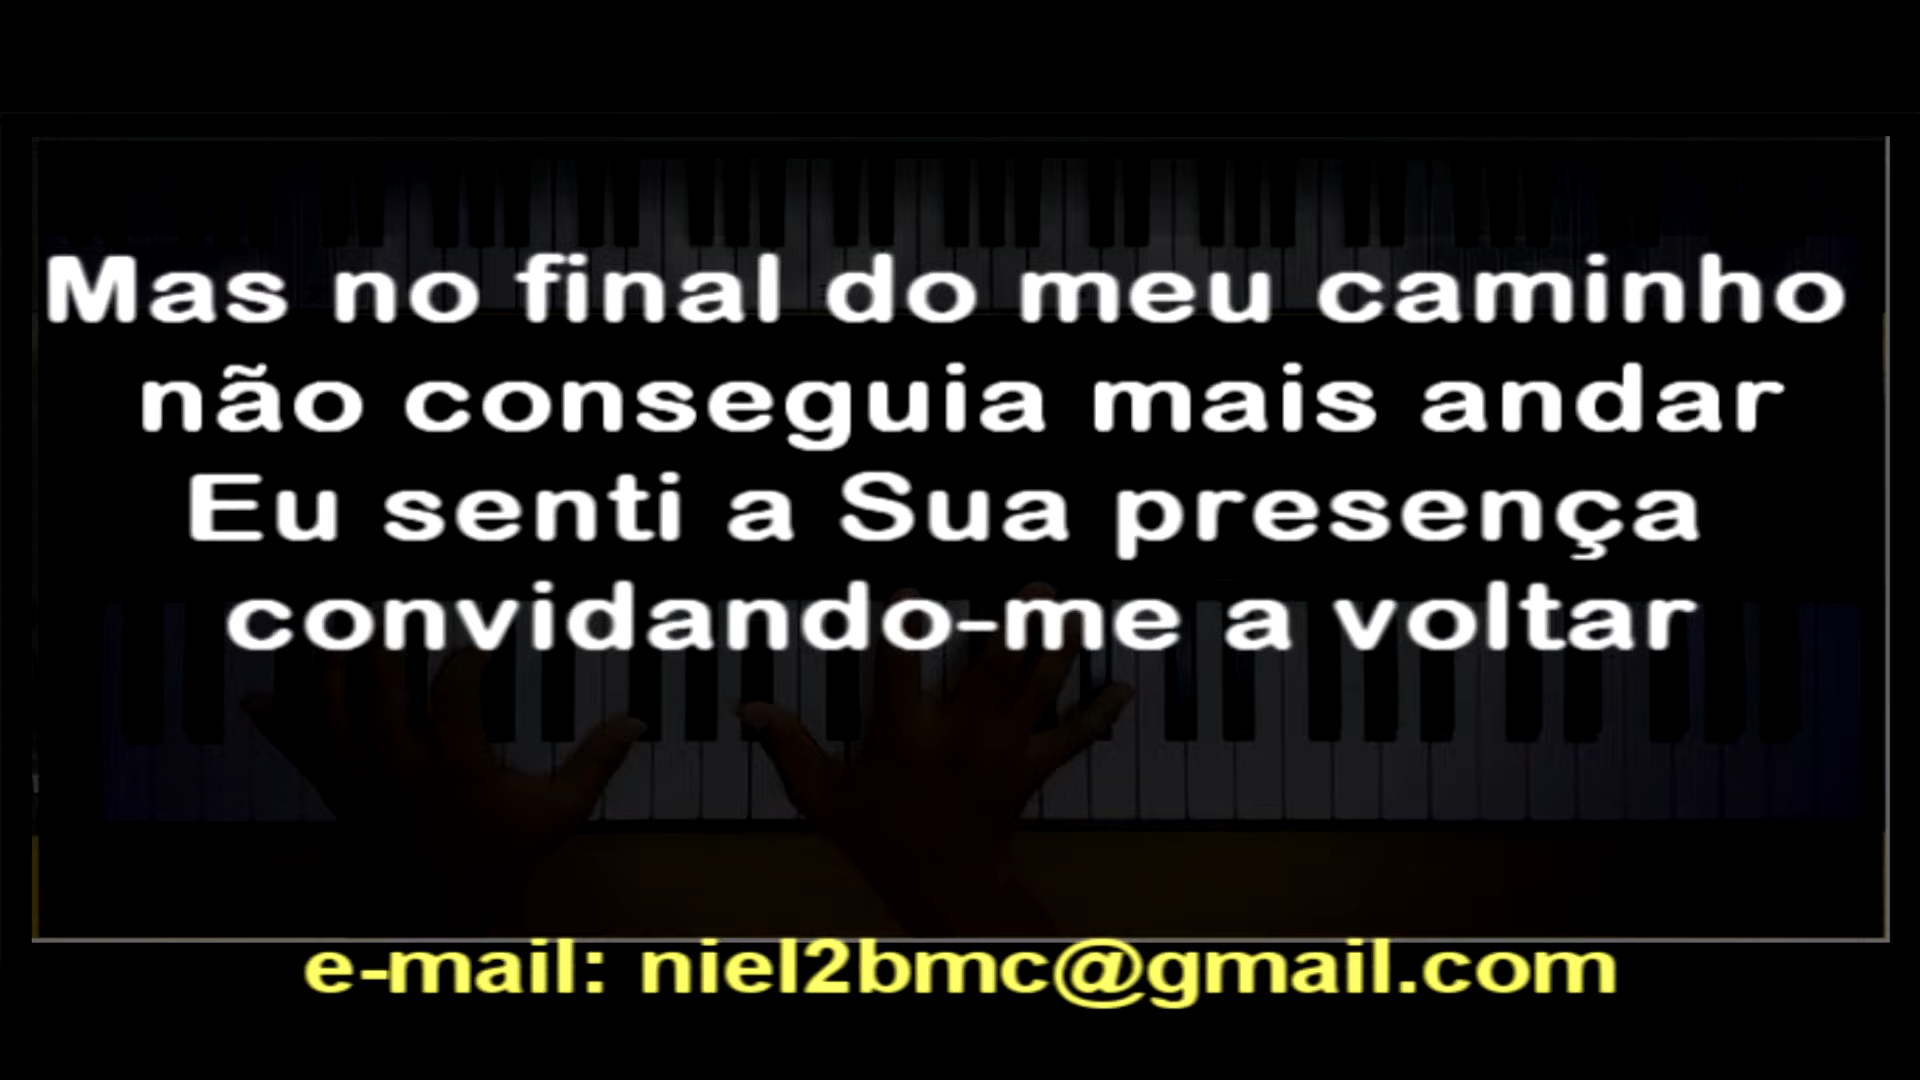 Mas no final do meu caminho
não conseguia mais andar
Eu senti a Sua presença
convidando-me a voltar
e-mail: niel2bmc@gmail.com